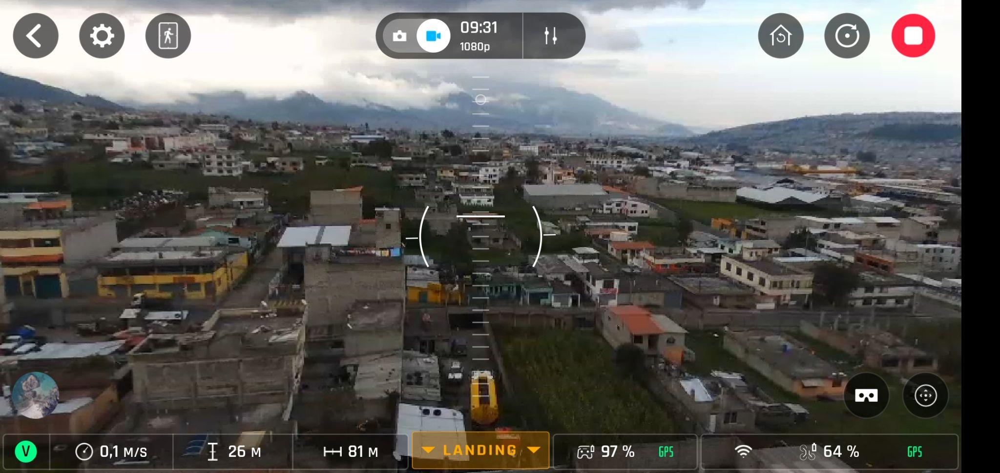 09:31
1080p
V
0,1 M/S
26 M
81 M
LANDING
97 %
GPS
64 %
GPS